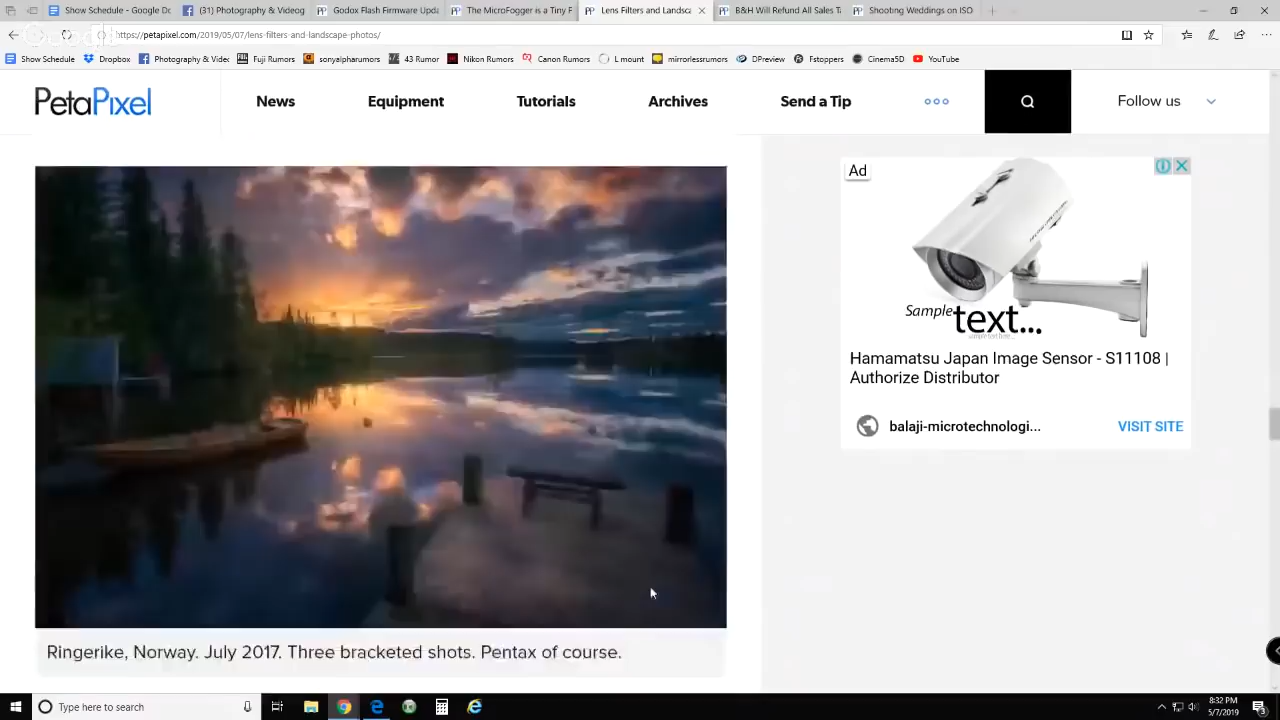 Show Schedule - Google Do
(31) Photography & Videog
Godox Flash Firmware Upda
The MicroFogger is a Tiny F
Lens Filters and Landsca
B&H Will Refund All Sales Ta
Shooting Weddings on ISO
https://petapixel.com/2019/05/07/lens-filters-and-landscape-photos/
Show Schedule
Dropbox
Photography & Video
Fuji Rumors
sonyalpharumors
43 Rumor
Nikon Rumors
Canon Rumors
L mount
mirrorlessrumors
DPreview
Fstoppers
Cinema5D
YouTube
PetaPixel
News
Equipment
Tutorials
Archives
Send a Tip
Follow us
Ad
Sample text...
Hamamatsu Japan Image Sensor - S11108 |
Authorize Distributor
balaji-microtechnologi...
VISIT SITE
Ringerike, Norway. July 2017. Three bracketed shots. Pentax of course.
Type here to search
8:32 PM
5/7/2019